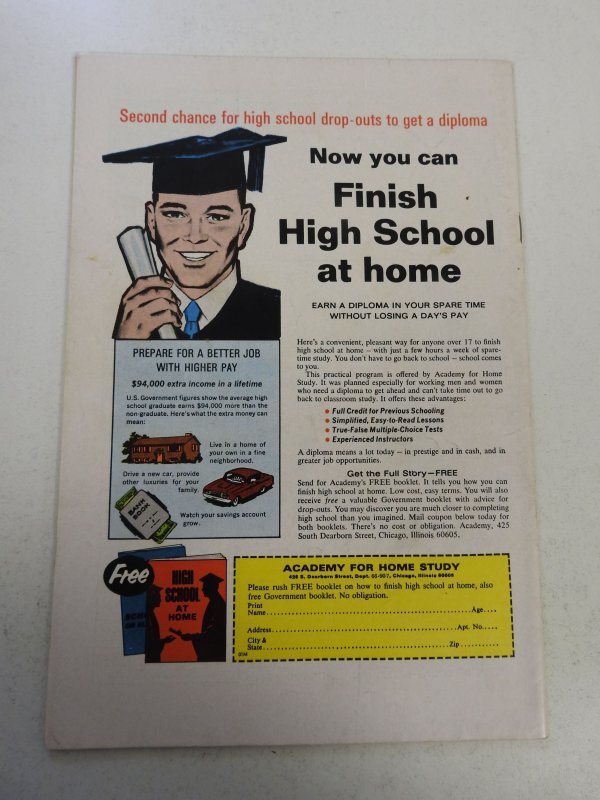 Second chance for high school drop-outs to get a diploma
Now you can
Finish
High School
at home
EARN A DIPLOMA IN YOUR SPARE TIME
WITHOUT LOSING A DAY'S PAY
PREPARE FOR A BETTER JOB
WITH HIGHER PAY
$94,000 extra income in a lifetime
U.S. Government figures show the average high
school graduate earns $94,000 more than the
non-graduate. Here's what the extra money can
mean:
Live in a home of
your own in a fine
neighborhood.
Drive a new car, provide
other luxuries for your
family.
BANK
BOOK
Watch your savings account
grow.
Here's a convenient, pleasant way for anyone over 17 to finish
high school at home — with just a few hours a week of spare-
time study. You don't have to go back to school — school comes
to you.
This practical program is offered by Academy for Home
Study. It was planned especially for working men and women
who need a diploma to get ahead and can't take time out to go
back to classroom study. It offers these advantages:
• Full Credit for Previous Schooling
• Simplified, Easy-to-Read Lessons
• True-False Multiple-Choice Tests
• Experienced Instructors
A diploma means a lot today — in prestige and in cash, and in
greater job opportunities.
Get the Full Story—FREE
Send for Academy's FREE booklet. It tells you how you can
finish high school at home. Low cost, easy terms. You will also
receive free a valuable Government booklet with advice for
drop-outs. You may discover you are much closer to completing
high school than you imagined. Mail coupon below today for
both booklets. There's no cost or obligation. Academy, 425
South Dearborn Street, Chicago, Illinois 60605.
Free
HIGH
SCHOOL
AT
HOME
ACADEMY FOR HOME STUDY
425 S. Dearborn Street, Dept. Chicago, Illinois 60605
Please rush FREE booklet on how to finish high school at home, also
free Government booklet. No obligation.
Print
Name Age
Address Apt. No.
City &
State Zip